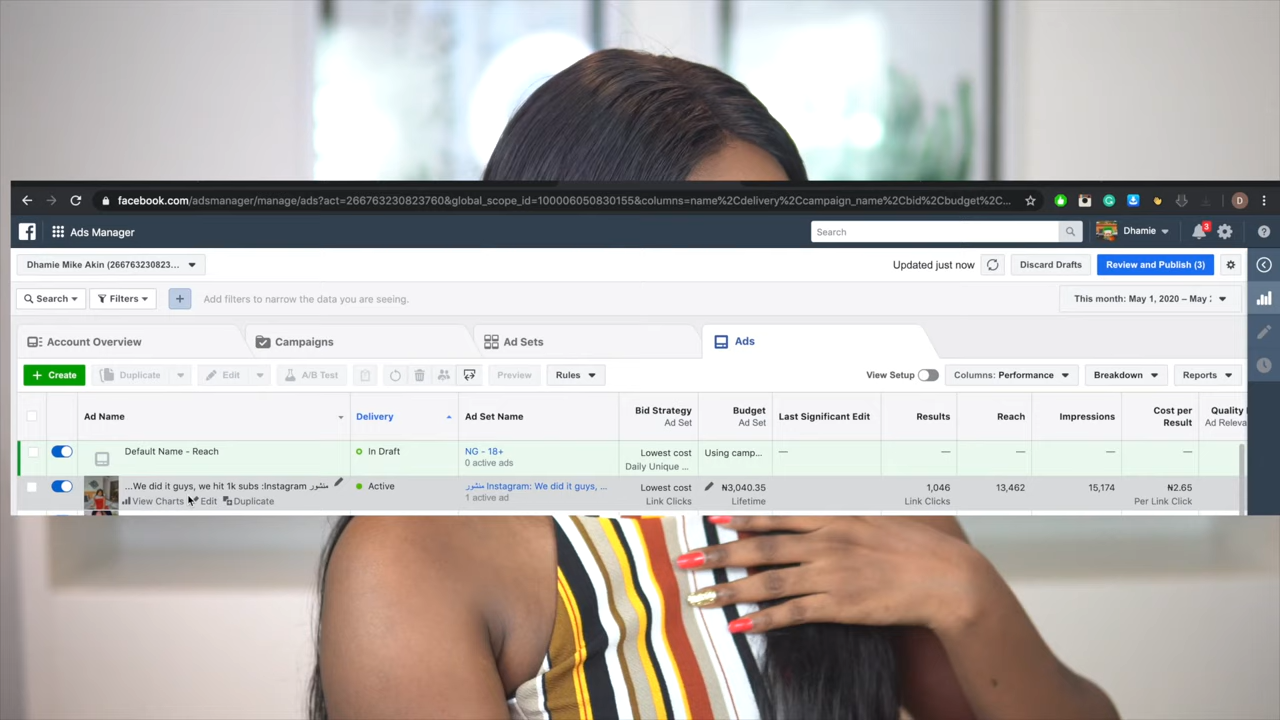 facebook.com/adsmanager/manage/ads?act=266763230823760&global_scope_id=100006050830155&columns=name%2Cdelivery%2Ccampaign_name%2Cbid%2Cbudget%2C...
D
Ads Manager
Search
Dhamie
3
Dhamie Mike Akin (266763230823...
Updated just now
Discard Drafts
Review and Publish (3)
Search
Filters
+
Add filters to narrow the data you are seeing.
This month: May 1, 2020 – May
Account Overview
Campaigns
Ad Sets
Ads
+ Create
Duplicate
Edit
A/B Test
Preview
Rules
View Setup
Columns: Performance
Breakdown
Reports
Ad Name
Delivery
Ad Set Name
Bid Strategy
Ad Set
Budget
Ad Set
Last Significant Edit
Results
Reach
Impressions
Cost per
Result
Quality
Ad Releva
Default Name - Reach
In Draft
NG - 18+
0 active ads
Lowest cost
Daily Unique ...
Using camp...
— — — — —
...We did it guys, we hit 1k subs :Instagram منشور
View Charts
Edit
Duplicate
Active
منشور Instagram: We did it guys, ...
1 active ad
Lowest cost
Link Clicks
₦3,040.35
Lifetime
1,046
Link Clicks
13,462
15,174
₦2.65
Per Link Click